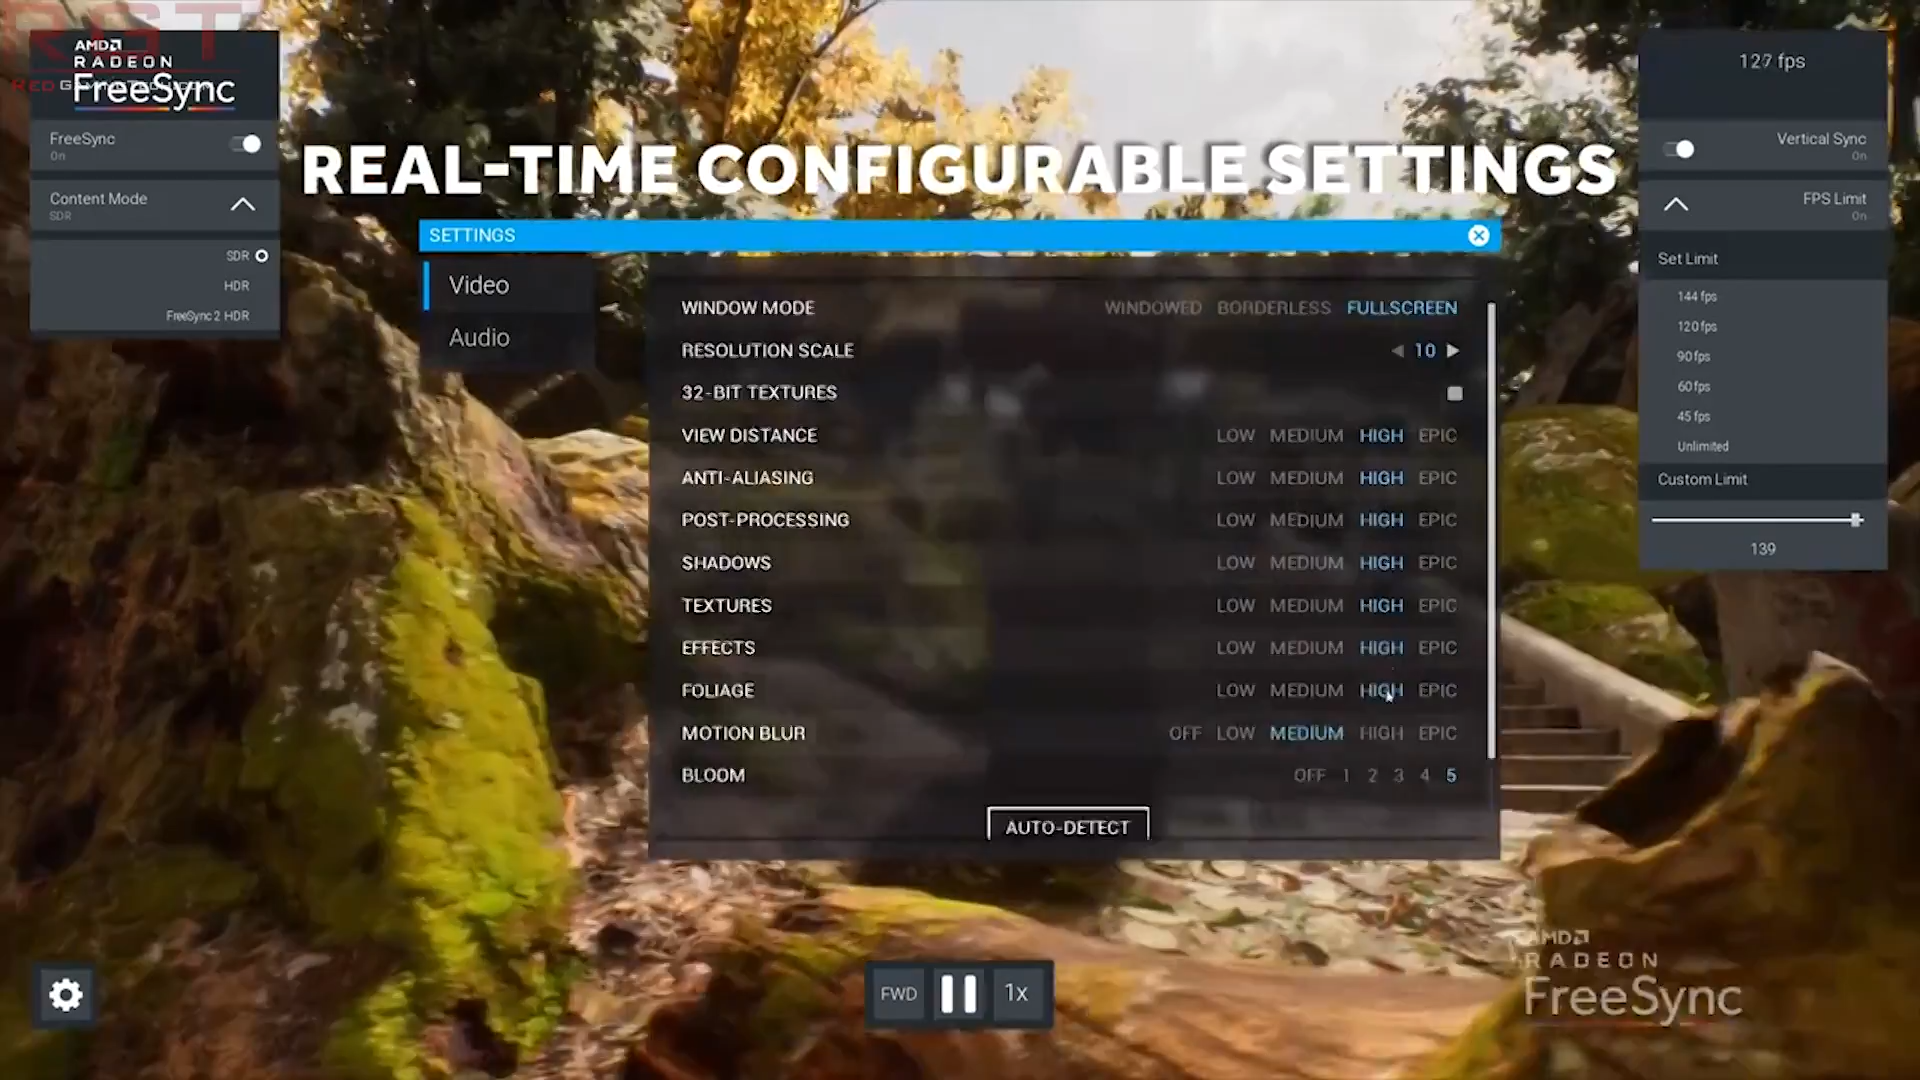 RGT
AMD
RADEON
FreeSync
FreeSync
On
Content Mode
SDR
SDR
HDR
FreeSync 2 HDR
REAL-TIME CONFIGURABLE SETTINGS
SETTINGS
Video
Audio
WINDOW MODE WINDOWED BORDERLESS FULLSCREEN
RESOLUTION SCALE 10
32-BIT TEXTURES
VIEW DISTANCE LOW MEDIUM HIGH EPIC
ANTI-ALIASING LOW MEDIUM HIGH EPIC
POST-PROCESSING LOW MEDIUM HIGH EPIC
SHADOWS LOW MEDIUM HIGH EPIC
TEXTURES LOW MEDIUM HIGH EPIC
EFFECTS LOW MEDIUM HIGH EPIC
FOLIAGE LOW MEDIUM HIGH EPIC
MOTION BLUR OFF LOW MEDIUM HIGH EPIC
BLOOM OFF 1 2 3 4 5
AUTO-DETECT
127 fps
Vertical Sync
On
FPS Limit
On
Set Limit
144 fps
120 fps
90 fps
60 fps
45 fps
Unlimited
Custom Limit
139
FWD 1x
AMD
RADEON
FreeSync